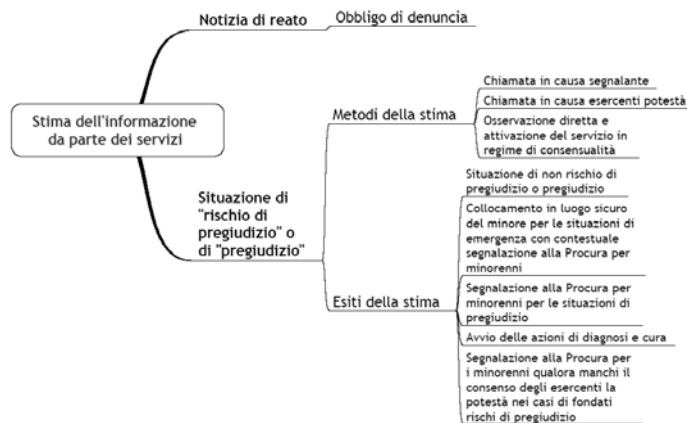 Stima dell'informazione
da parte dei servizi
Notizia di reato
Obbligo di denuncia
Situazione di
"rischio di
pregiudizio" o
di "pregiudizio"
Metodi della stima
Chiamata in causa segnalante
Chiamata in causa esercenti potestà
Osservazione diretta e
attivazione del servizio in
regime di consensualità
Esiti della stima
Situazione di non rischio di
pregiudizio o pregiudizio
Collocamento in luogo sicuro
del minore per le situazioni di
emergenza con contestuale
segnalazione alla Procura per
minorenni
Segnalazione alla Procura per
minorenni per le situazioni di
pregiudizio
Avvio delle azioni di diagnosi e cura
Segnalazione alla Procura per
i minorenni qualora manchi il
consenso degli esercenti la
potestà nei casi di fondati
rischi di pregiudizio